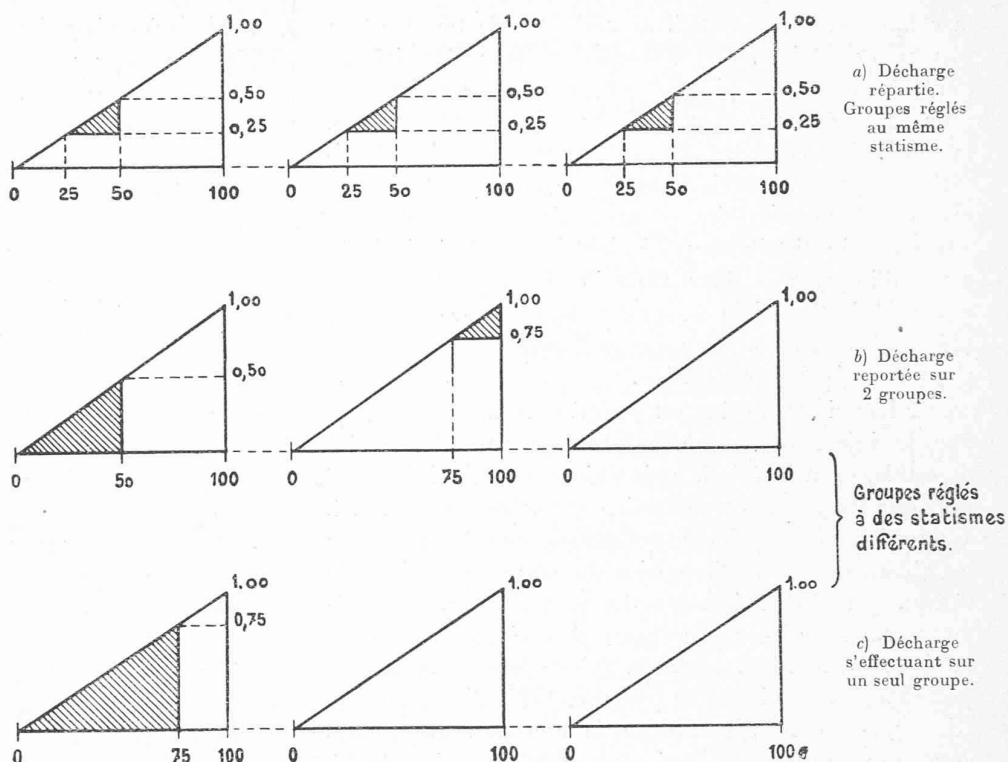 1,00
1,00
1,00
a) Décharge
répartie.
Groupes réglés
au même
statisme.
0,50
0,50
0,50
0,25
0,25
0,25
0 25 50 100
0 25 50 100
0 25 50 100
1,00
1,00
1.00
0,75
0,50
b) Décharge
reportée sur
2 groupes.
0 50 100
0 75 100
0 100
Groupes réglés
à des statismes
différents.
1.00
1.00
1.00
0,75
c) Décharge
s'effectuant sur
un seul groupe.
0 75 100
0 100
0 100